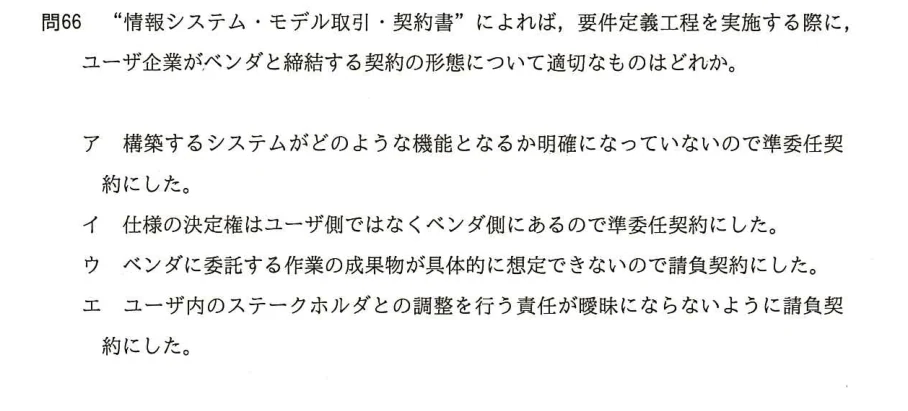 問66 “情報システム・モデル取引・契約書”によれば，要件定義工程を実施する際に，
ユーザ企業がベンダと締結する契約の形態について適切なものはどれか。
ア 構築するシステムがどのような機能となるか明確になっていないので準委任契
約にした。
イ 仕様の決定権はユーザ側ではなくベンダ側にあるので準委任契約にした。
ウ ベンダに委託する作業の成果物が具体的に想定できないので請負契約にした。
エ ユーザ内のステークホルダとの調整を行う責任が曖昧にならないように請負契
約にした。